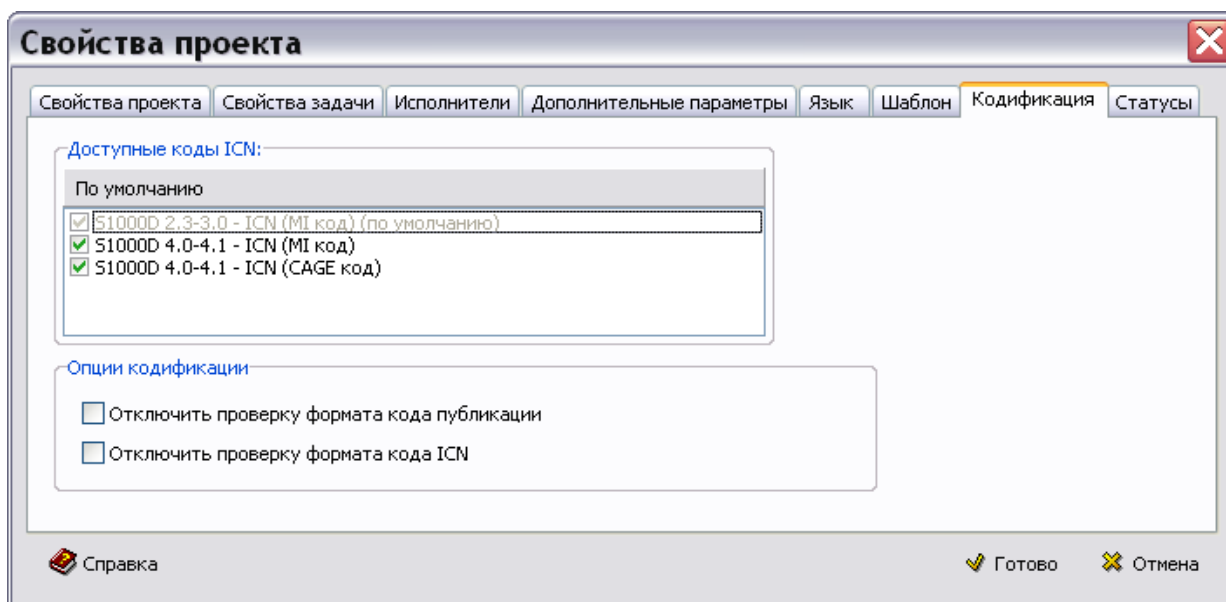 Свойства проекта
Свойства проекта Свойства задачи Исполнители Дополнительные параметры Язык Шаблон Кодификация Статусы
Доступные коды ICN:
По умолчанию
S1000D 2.3-3.0 - ICN (MI код) (по умолчанию)
S1000D 4.0-4.1 - ICN (MI код)
S1000D 4.0-4.1 - ICN (CAGE код)
Опции кодификации
Отключить проверку формата кода публикации
Отключить проверку формата кода ICN
Справка Готово Отмена